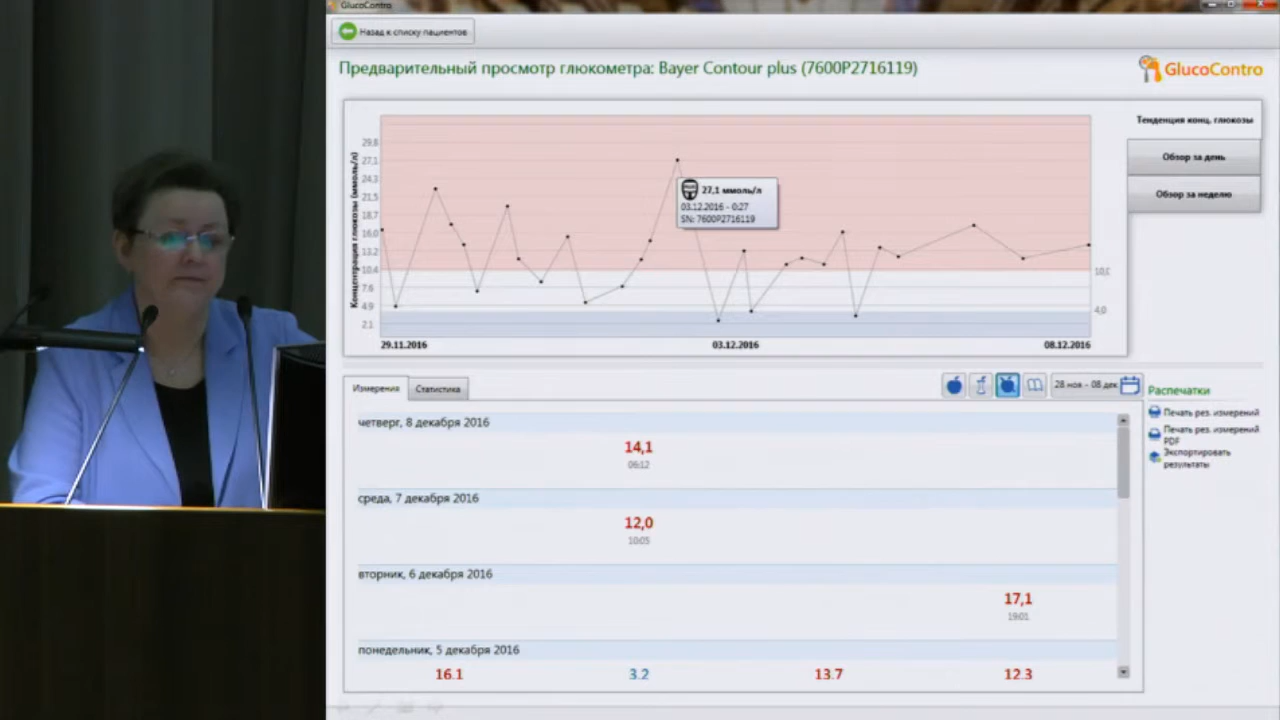 GlucoContro
Назад к списку пациентов
Предварительный просмотр глюкометра: Bayer Contour plus (7600P2716119)
GlucoContro
Концентрация глюкозы (ммоль/л)
29.8
27.1
24.3
21.5
18.7
16.0
13.2
10.4
7.6
4.9
2.1
27,1 ммоль/л
03.12.2016 - 0:27
SN: 7600P2716119
10,0
4,0
29.11.2016
03.12.2016
08.12.2016
Тенденция конц. глюкозы
Обзор за день
Обзор за неделю
Измерения
Статистика
28 ноя - 08 дек
Распечатки
Печать рез. измерений
Печать рез. измерений
PDF
Экспортировать
результаты
четверг, 8 декабря 2016
14,1
06:12
среда, 7 декабря 2016
12,0
10:05
вторник, 6 декабря 2016
17,1
19:01
понедельник, 5 декабря 2016
16.1
3.2
13.7
12.3